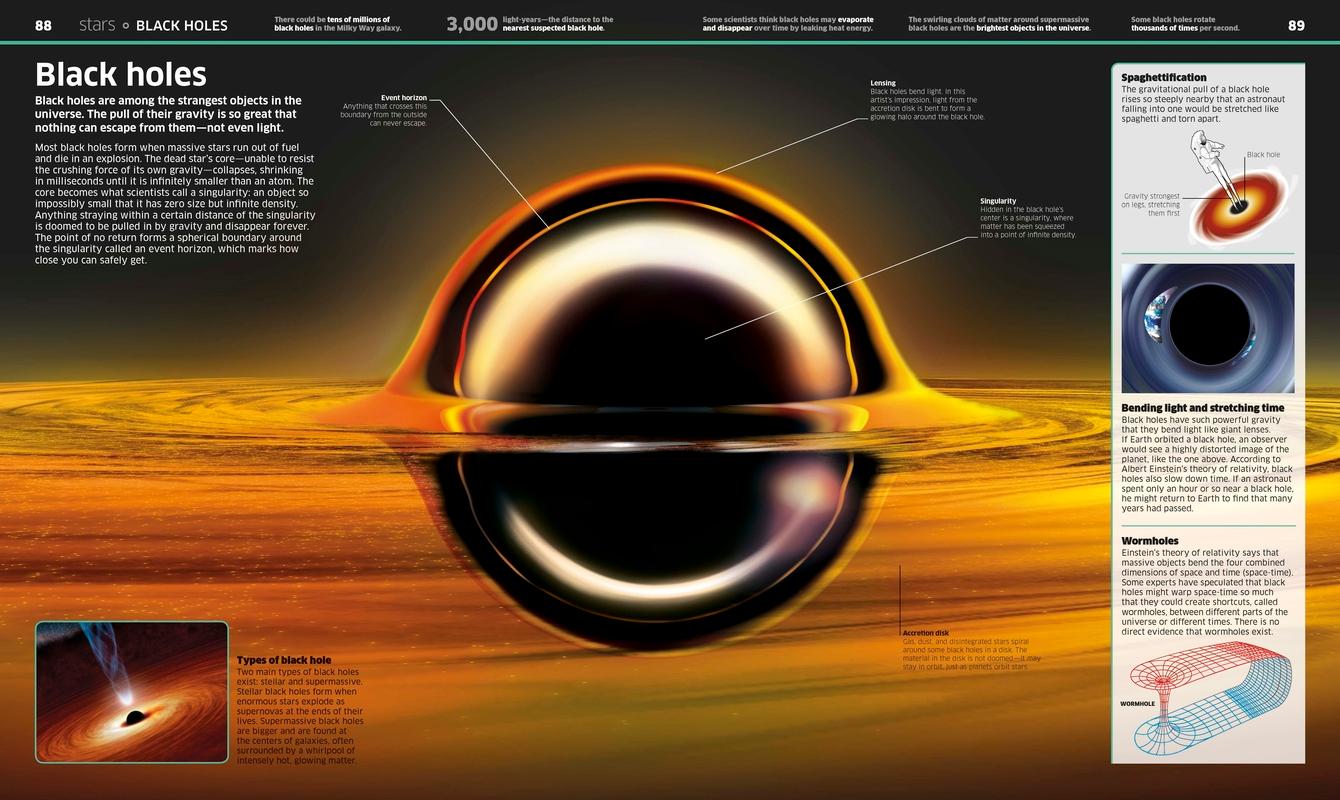 88
stars ○ BLACK HOLES
There could be tens of millions of
black holes in the Milky Way galaxy.
3,000 light-years—the distance to the
nearest suspected black hole.
Some scientists think black holes may evaporate
and disappear over time by leaking heat energy.
The swirling clouds of matter around supermassive
black holes are the brightest objects in the universe.
Some black holes rotate
thousands of times per second.
89
Black holes
Black holes are among the strangest objects in the
universe. The pull of their gravity is so great that
nothing can escape from them—not even light.
Most black holes form when massive stars run out of fuel
and die in an explosion. The dead star's core—unable to resist
the crushing force of its own gravity—collapses, shrinking
in milliseconds until it is infinitely smaller than an atom. The
core becomes what scientists call a singularity: an object so
impossibly small that it has zero size but infinite density.
Anything straying within a certain distance of the singularity
is doomed to be pulled in by gravity and disappear forever.
The point of no return forms a spherical boundary around
the singularity called an event horizon, which marks how
close you can safely get.
Event horizon
Anything that crosses this
boundary from the outside
can never escape.
Lensing
Black holes bend light. In this
artist's impression, light from the
accretion disk is bent to form a
glowing halo around the black hole.
Singularity
Hidden in the black hole's
center is a singularity, where
matter has been squeezed
into a point of infinite density.
Accretion disk
Gas, dust, and disintegrated stars spiral
around some black holes in a disk. The
material in the disk is not doomed—it may
stay in orbit, just as planets orbit stars.
Types of black hole
Two main types of black holes
exist: stellar and supermassive.
Stellar black holes form when
enormous stars explode as
supernovas at the ends of their
lives. Supermassive black holes
are bigger and are found at
the centers of galaxies, often
surrounded by a whirlpool of
intensely hot, glowing matter.
Spaghettification
The gravitational pull of a black hole
rises so steeply nearby that an astronaut
falling into one would be stretched like
spaghetti and torn apart.
Black hole
Gravity strongest
on legs, stretching
them first
Bending light and stretching time
Black holes have such powerful gravity
that they bend light like giant lenses.
If Earth orbited a black hole, an observer
would see a highly distorted image of the
planet, like the one above. According to
Albert Einstein's theory of relativity, black
holes also slow down time. If an astronaut
spent only an hour or so near a black hole,
he might return to Earth to find that many
years had passed.
Wormholes
Einstein's theory of relativity says that
massive objects bend the four combined
dimensions of space and time (space-time).
Some experts have speculated that black
holes might warp space-time so much
that they could create shortcuts, called
wormholes, between different parts of the
universe or different times. There is no
direct evidence that wormholes exist.
WORMHOLE